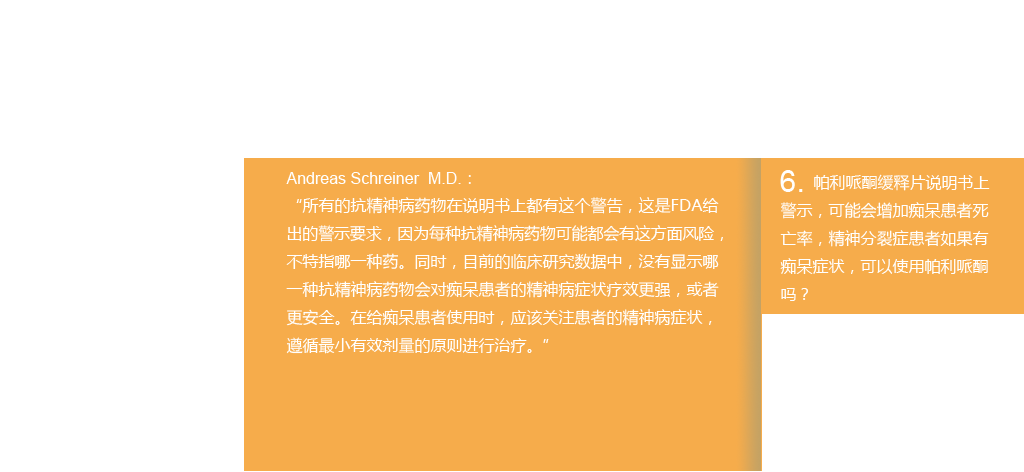 Andreas Schreiner M.D.：
“所有的抗精神病药物在说明书上都有这个警告，这是FDA给
出的警示要求，因为每种抗精神病药物可能都会有这方面风险，
不特指哪一种药。同时，目前的临床研究数据中，没有显示哪
一种抗精神病药物会对痴呆患者的精神病症状疗效更强，或者
更安全。在给痴呆患者使用时，应该关注患者的精神病症状，
遵循最小有效剂量的原则进行治疗。”
6. 帕利哌酮缓释片说明书上
警示，可能会增加痴呆患者死
亡率，精神分裂症患者如果有
痴呆症状，可以使用帕利哌酮
吗？